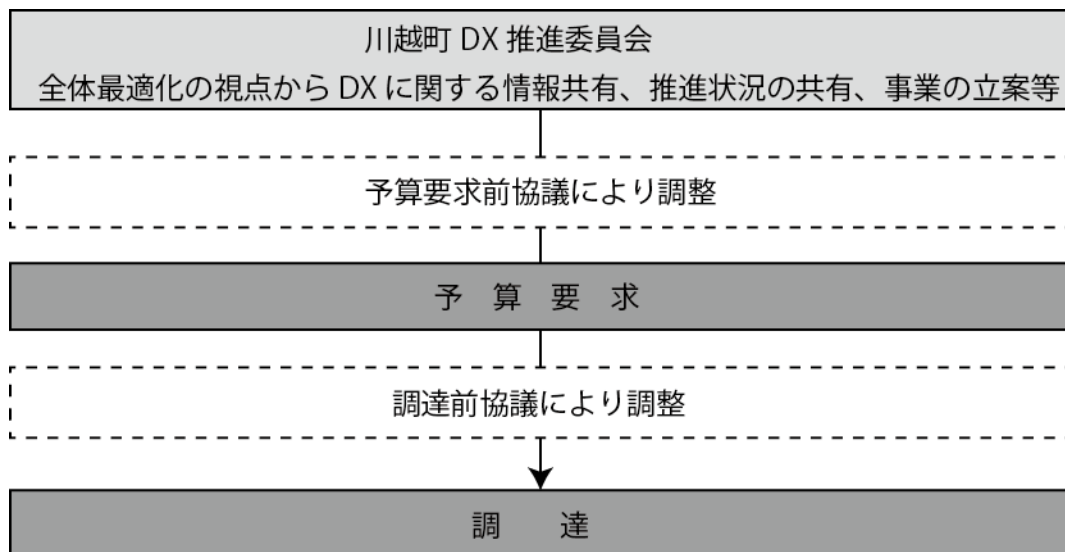 川越町 DX 推進委員会
全体最適化の視点から DX に関する情報共有、推進状況の共有、事業の立案等
予算要求前協議により調整
予 算 要 求
調達前協議により調整
調 達